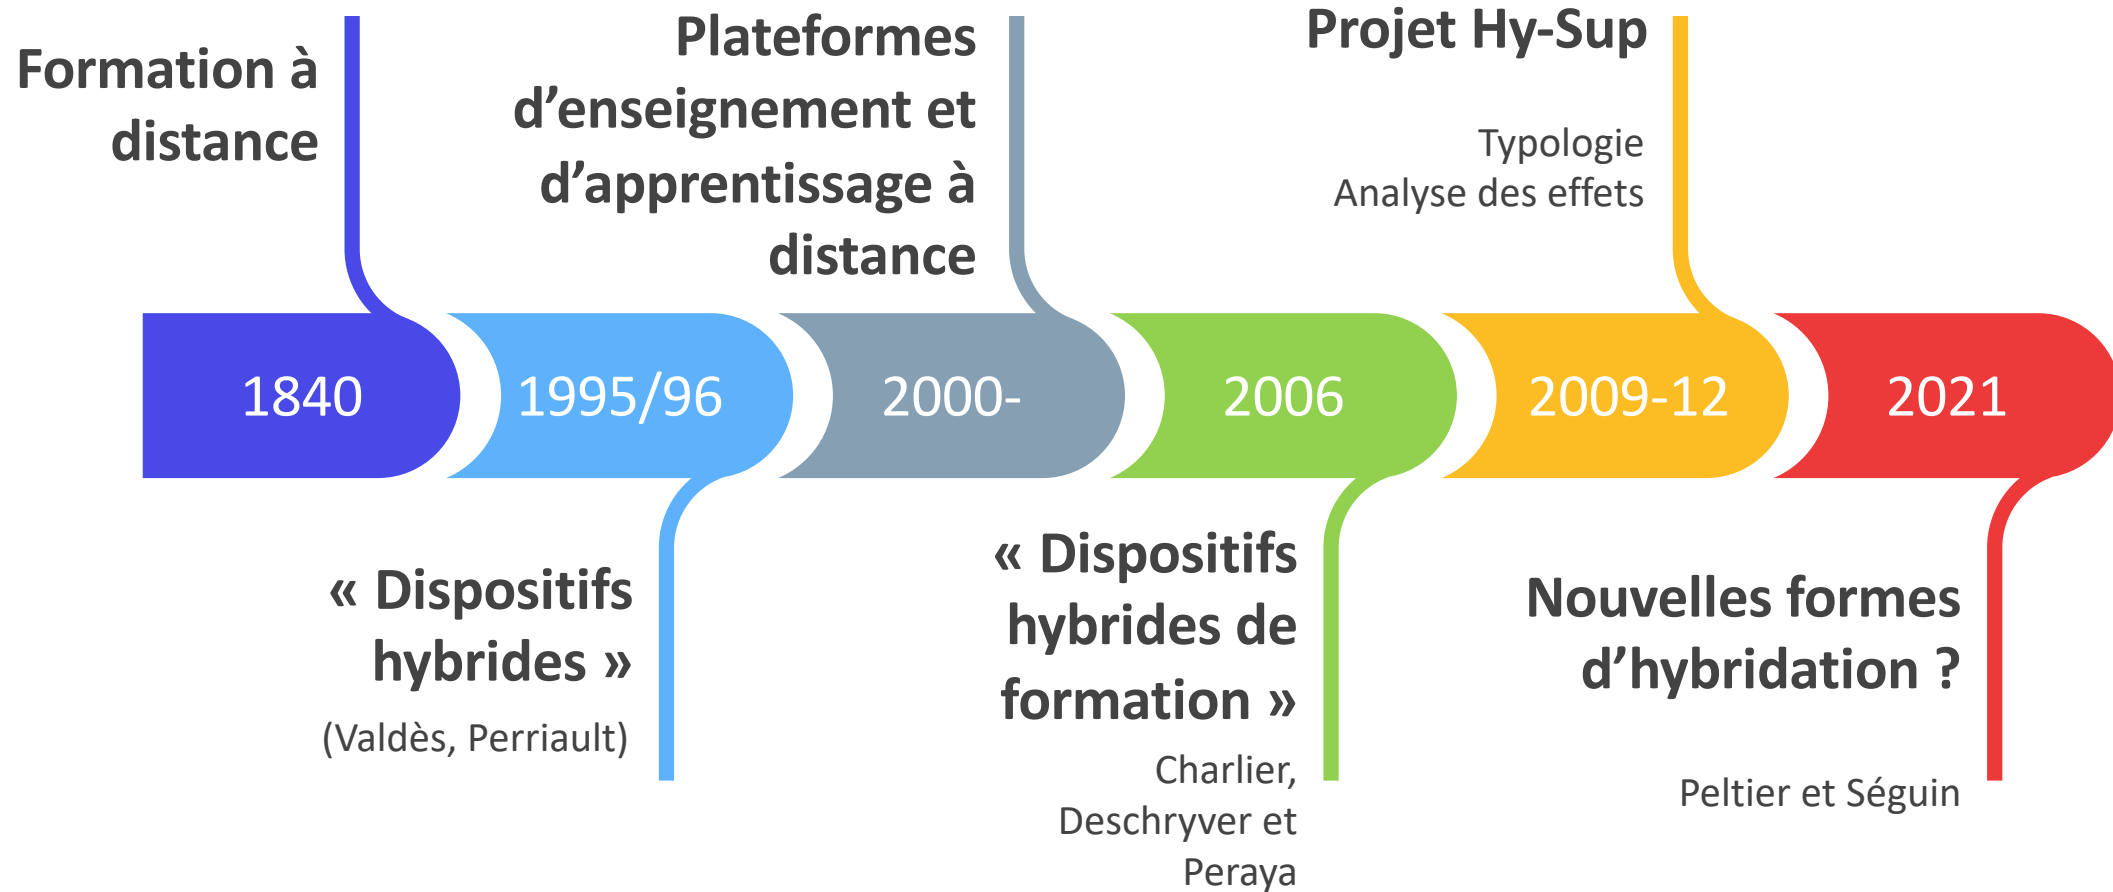 Formation à
distance
Plateformes
d’enseignement et
d’apprentissage à
distance
Projet Hy-Sup
Typologie
Analyse des effets
1840
1995/96
2000-
2006
2009-12
2021
« Dispositifs
hybrides »
(Valdès, Perriault)
« Dispositifs
hybrides de
formation »
Charlier,
Deschryver et
Peraya
Nouvelles formes
d’hybridation ?
Peltier et Séguin